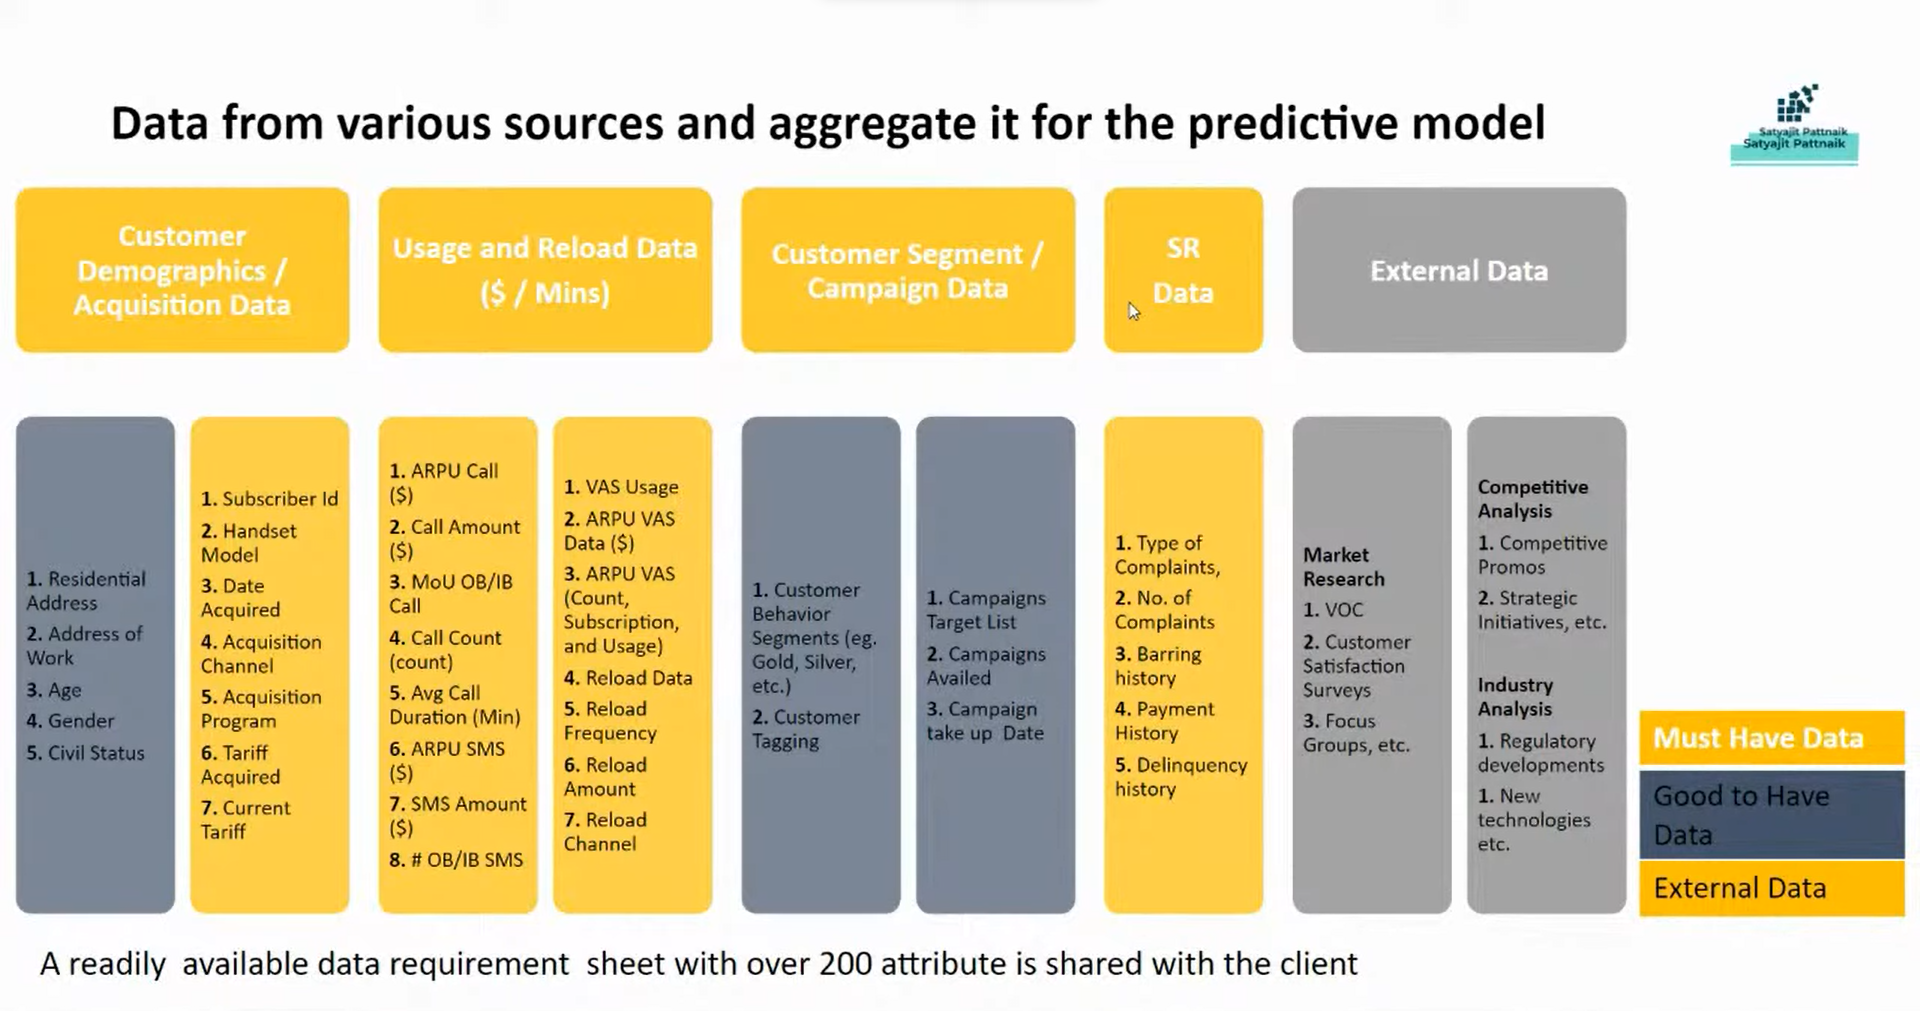 Data from various sources and aggregate it for the predictive model
Satyajit Pattnaik
Satyajit Pattnaik
Customer
Demographics /
Acquisition Data
Usage and Reload Data
($ / Mins)
Customer Segment /
Campaign Data
SR
Data
External Data
1. Residential
Address
2. Address of
Work
3. Age
4. Gender
5. Civil Status
1. Subscriber Id
2. Handset
Model
3. Date
Acquired
4. Acquisition
Channel
5. Acquisition
Program
6. Tariff
Acquired
7. Current
Tariff
1. ARPU Call
($)
2. Call Amount
($)
3. MoU OB/IB
Call
4. Call Count
(count)
5. Avg Call
Duration (Min)
6. ARPU SMS
($)
7. SMS Amount
($)
8. # OB/IB SMS
1. VAS Usage
2. ARPU VAS
Data ($)
3. ARPU VAS
(Count,
Subscription,
and Usage)
4. Reload Data
5. Reload
Frequency
6. Reload
Amount
7. Reload
Channel
1. Customer
Behavior
Segments (eg.
Gold, Silver,
etc.)
2. Customer
Tagging
1. Campaigns
Target List
2. Campaigns
Availed
3. Campaign
take up  Date
1. Type of
Complaints,
2. No. of
Complaints
3. Barring
history
4. Payment
History
5. Delinquency
history
Market
Research
1. VOC
2. Customer
Satisfaction
Surveys
3. Focus
Groups, etc.
Competitive
Analysis
1. Competitive
Promos
2. Strategic
Initiatives, etc.
Industry
Analysis
1. Regulatory
developments
1. New
technologies
etc.
Must Have Data
Good to Have
Data
External Data
A readily  available data requirement  sheet with over 200 attribute is shared with the client